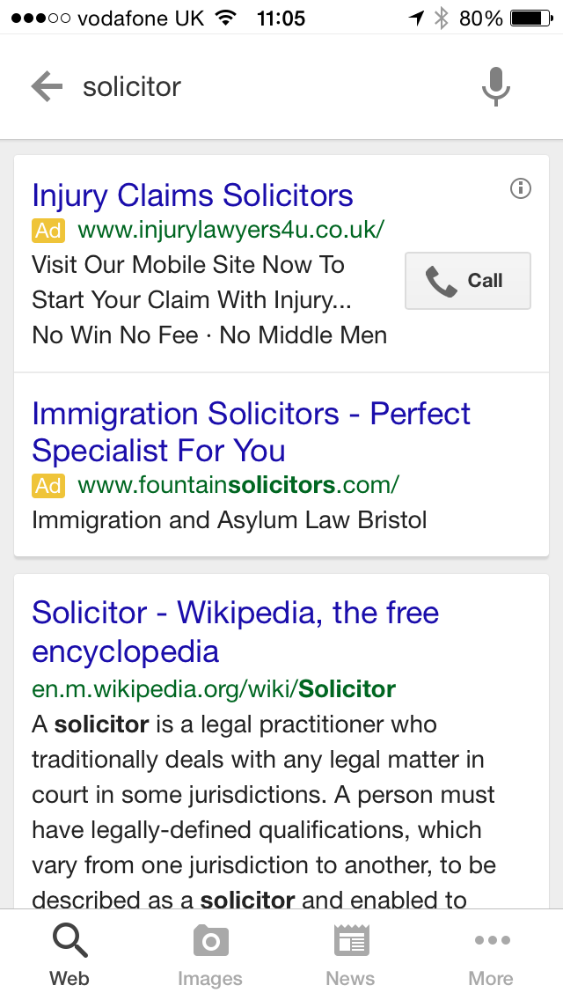 vodafone UK 11:05 80%
solicitor
Injury Claims Solicitors
Ad www.injurylawyers4u.co.uk/
Visit Our Mobile Site Now To
Start Your Claim With Injury...
Call
No Win No Fee · No Middle Men
Immigration Solicitors - Perfect
Specialist For You
Ad www.fountainsolicitors.com/
Immigration and Asylum Law Bristol
Solicitor - Wikipedia, the free
encyclopedia
en.m.wikipedia.org/wiki/Solicitor
A solicitor is a legal practitioner who
traditionally deals with any legal matter in
court in some jurisdictions. A person must
have legally-defined qualifications, which
vary from one jurisdiction to another, to be
described as a solicitor and enabled to
Web Images News More